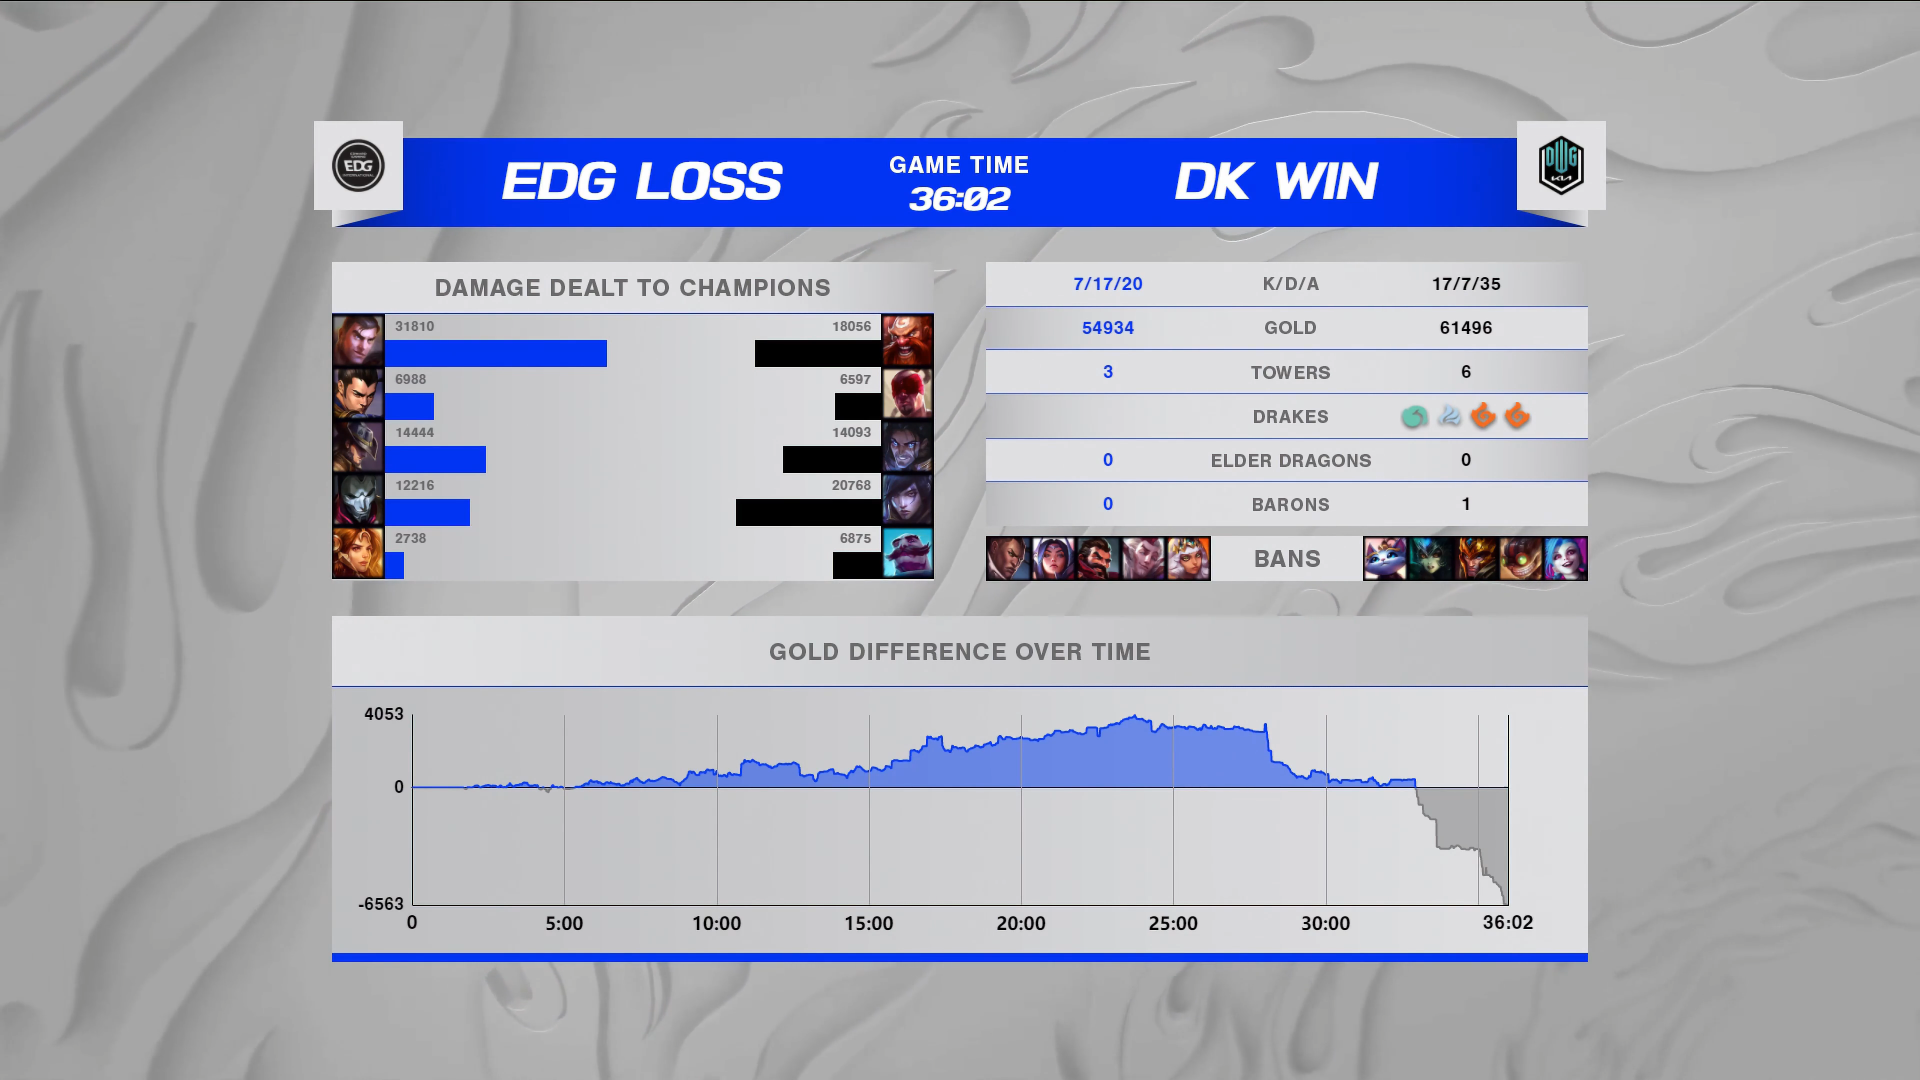 EDG LOSS
GAME TIME
36:02
DK WIN
EDG
DWG
KIA
DAMAGE DEALT TO CHAMPIONS
31810 18056
6988 6597
14444 14093
12216 20768
2738 6875
7/17/20 K/D/A 17/7/35
54934 GOLD 61496
3 TOWERS 6
DRAKES
0 ELDER DRAGONS 0
0 BARONS 1
BANS
GOLD DIFFERENCE OVER TIME
4053
0
-6563
0 5:00 10:00 15:00 20:00 25:00 30:00 36:02